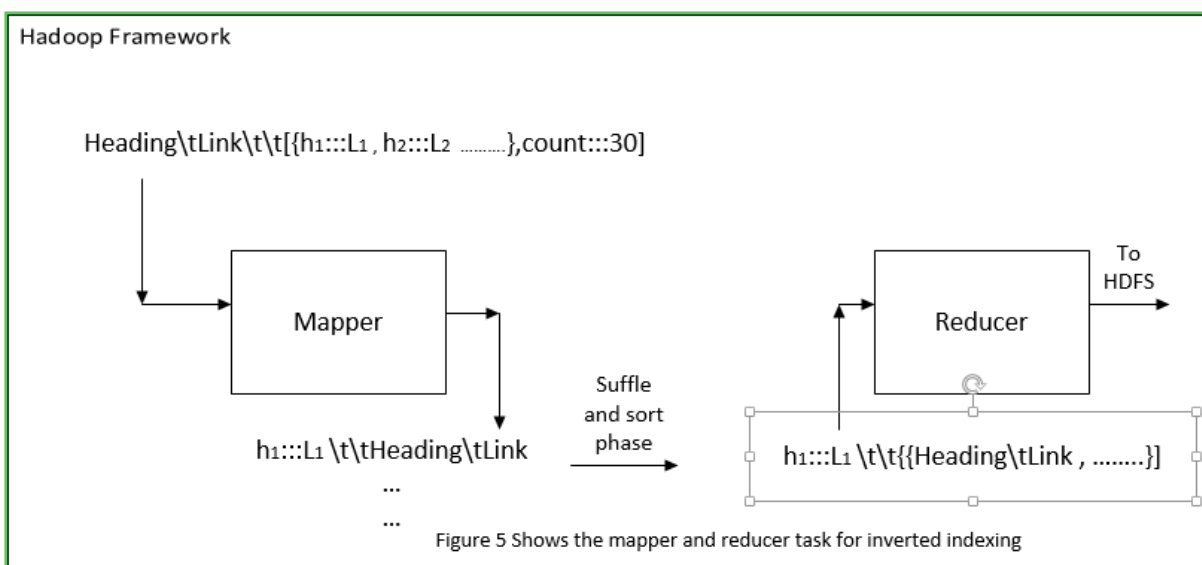 Hadoop Framework
Heading\tLink\t\t[{h1:::L1 , h2:::L2 ..........},count:::30]
To
HDFS
Mapper
Reducer
Suffle
and sort
phase
h1:::L1 \t\tHeading\tLink
...
...
h1:::L1 \t\t{{Heading\tLink , ........}]
Figure 5 Shows the mapper and reducer task for inverted indexing